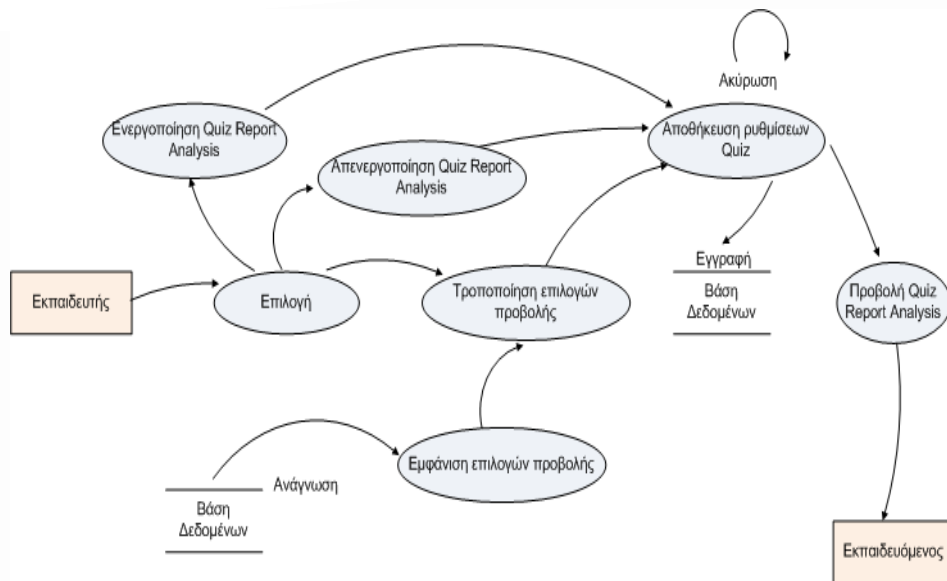 Ακύρωση
Ενεργοποίηση Quiz Report
Analysis
Αποθήκευση ρυθμίσεων
Quiz
Απενεργοποίηση Quiz Report
Analysis
Εκπαιδευτής
Επιλογή
Τροποποίηση επιλογών
προβολής
Εγγραφή
Βάση
Δεδομένων
Προβολή Quiz
Report Analysis
Εμφάνιση επιλογών προβολής
Ανάγνωση
Βάση
Δεδομένων
Εκπαιδευόμενος